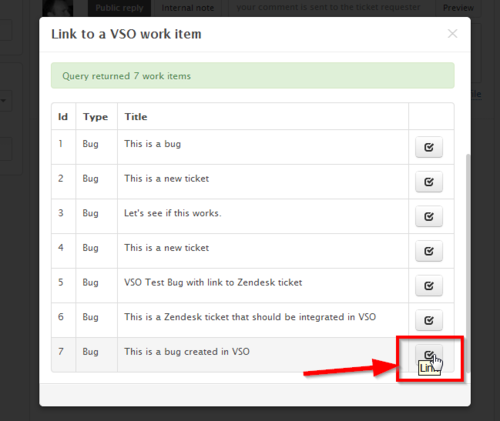 Public reply Internal note your comment is sent to the ticket requester Preview
Link to a VSO work item ×
Query returned 7 work items
Id Type Title
1 Bug This is a bug
2 Bug This is a new ticket
3 Bug Let's see if this works.
4 Bug This is a new ticket
5 Bug VSO Test Bug with link to Zendesk ticket
6 Bug This is a Zendesk ticket that should be integrated in VSO
7 Bug This is a bug created in VSO
Link